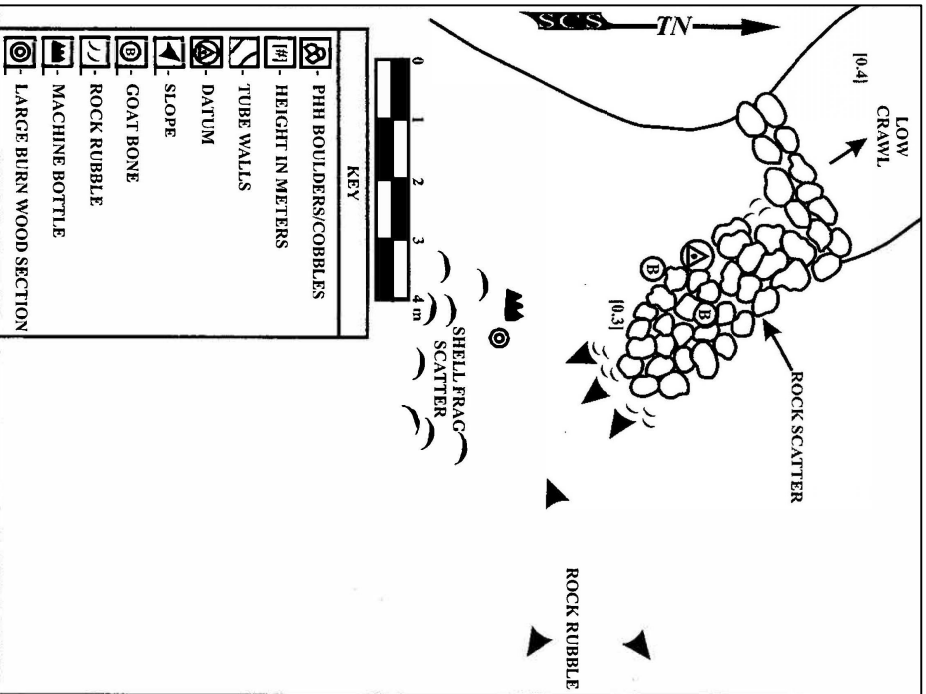 SCS
TN
[0.4]
LOW
CRAWL
ROCK SCATTER
B
B
[0.3]
SHELL FRAG
SCATTER
ROCK RUBBLE
0 1 2 3 4 m
KEY
- PHH BOULDERS/COBBLES
[#] - HEIGHT IN METERS
- TUBE WALLS
- DATUM
- SLOPE
B - GOAT BONE
- ROCK RUBBLE
- MACHINE BOTTLE
- LARGE BURN WOOD SECTION